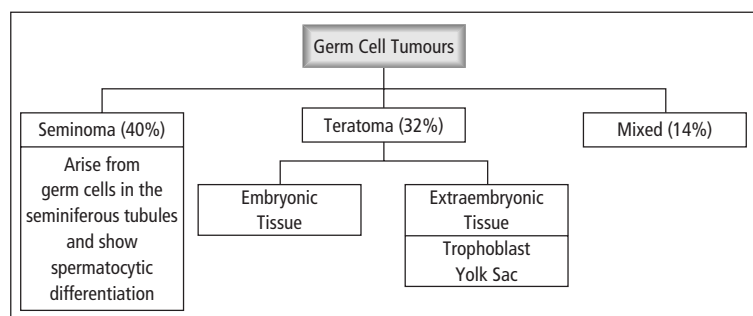 Germ Cell Tumours
Seminoma (40%)
Arise from
germ cells in the
seminiferous tubules
and show
spermatocytic
differentiation
Teratoma (32%)
Embryonic
Tissue
Extraembryonic
Tissue
Trophoblast
Yolk Sac
Mixed (14%)